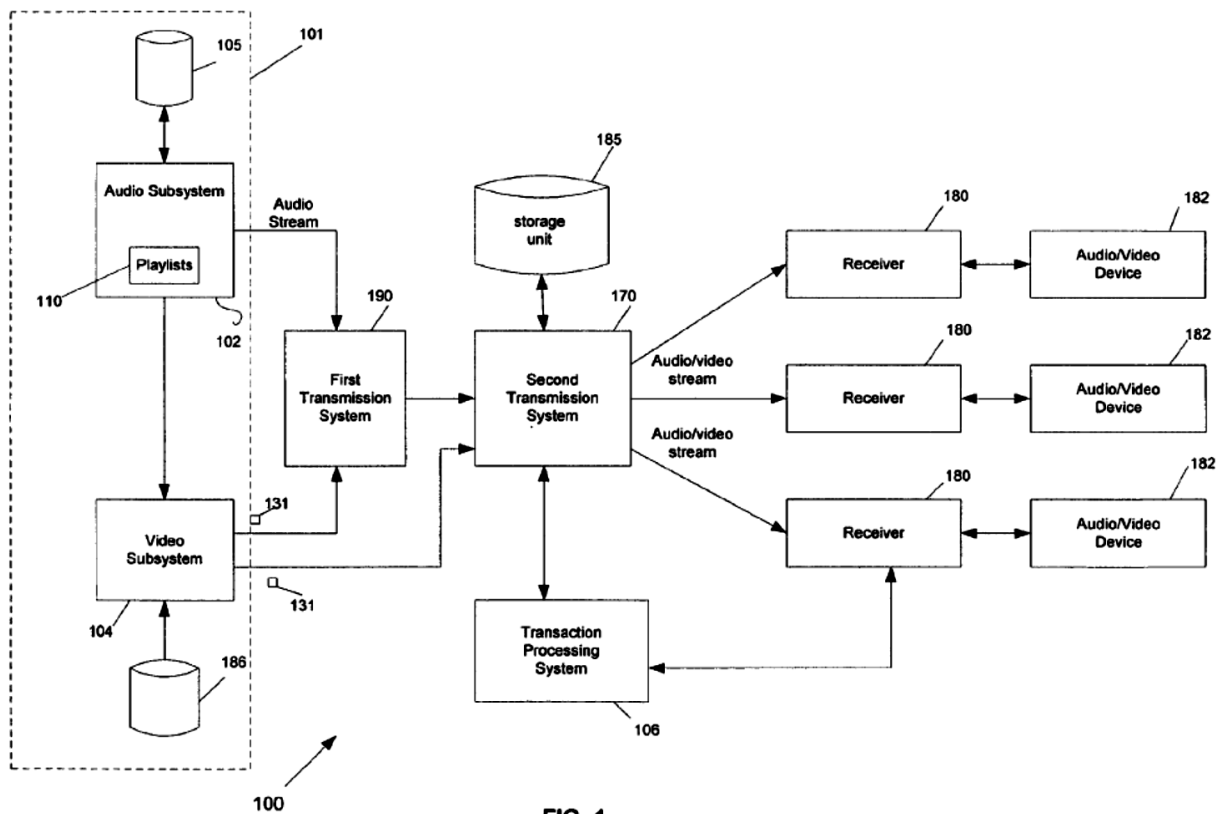 105
101
Audio Subsystem
Playlists
110
102
Audio
Stream
190
First
Transmission
System
185
storage
unit
170
Second
Transmission
System
Audio/video
stream
Audio/video
stream
180
Receiver
182
Audio/Video
Device
180
Receiver
182
Audio/Video
Device
180
Receiver
182
Audio/Video
Device
131
131
Video
Subsystem
104
186
Transaction
Processing
System
106
100
FIG. 1